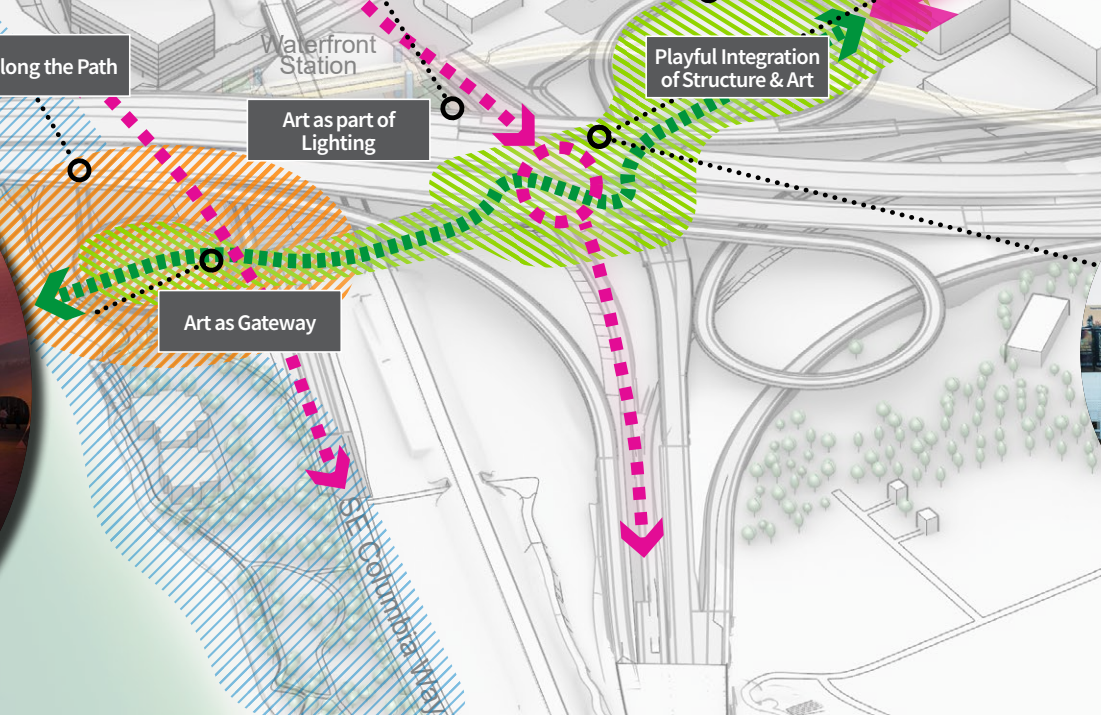 Waterfront
Station
long the Path
Playful Integration
of Structure & Art
Art as part of
Lighting
Art as Gateway
SE Columbia Way